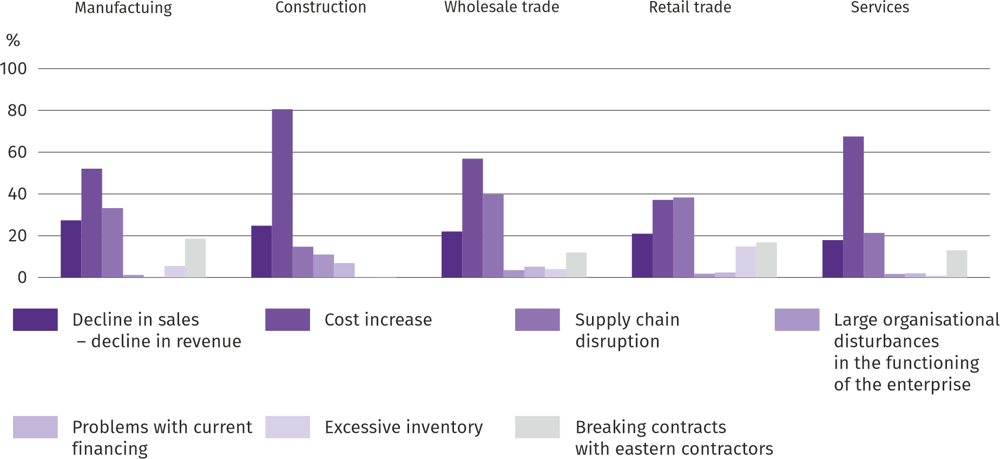 Manufactuing
Construction
Wholesale trade
Retail trade
Services
%
100
80
60
40
20
0
Decline in sales
– decline in revenue
Cost increase
Supply chain
disruption
Large organisational
disturbances
in the functioning
of the enterprise
Problems with current
financing
Excessive inventory
Breaking contracts
with eastern contractors